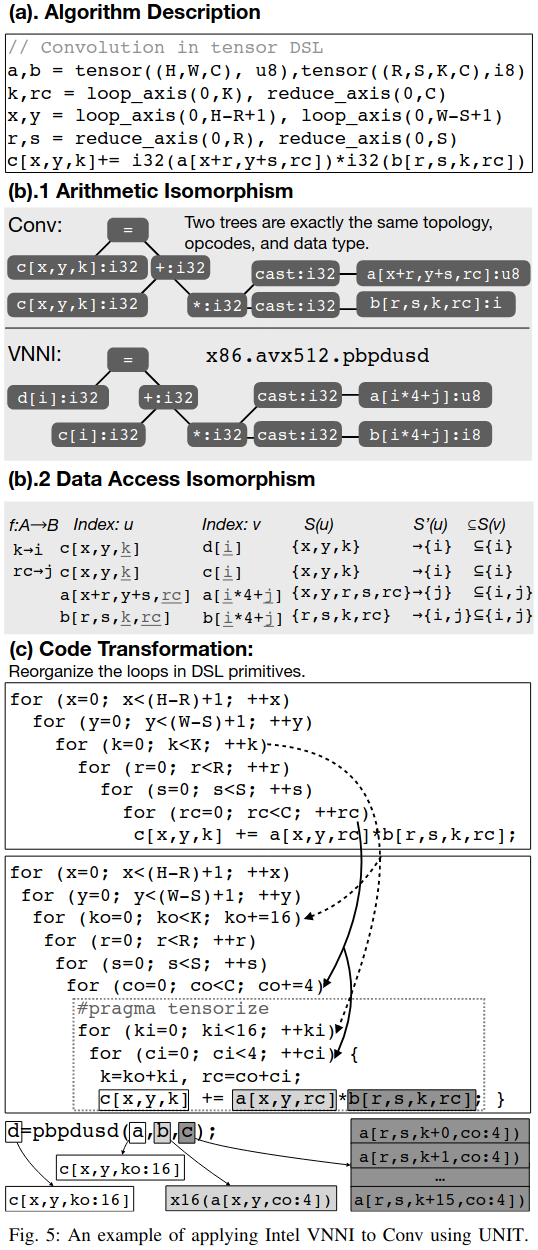 (a). Algorithm Description
// Convolution in tensor DSL
a,b = tensor((H,W,C), u8),tensor((R,S,K,C),i8)
k,rc = loop_axis(0,K), reduce_axis(0,C)
x,y = loop_axis(0,H-R+1), loop_axis(0,W-S+1)
r,s = reduce_axis(0,R), reduce_axis(0,S)
c[x,y,k]+= i32(a[x+r,y+s,rc])*i32(b[r,s,k,rc])
(b).1 Arithmetic Isomorphism
Conv:
=
Two trees are exactly the same topology,
opcodes, and data type.
c[x,y,k]:i32
+:i32
cast:i32
a[x+r,y+s,rc]:u8
c[x,y,k]:i32
*:i32
cast:i32
b[r,s,k,rc]:i
VNNI:
=
x86.avx512.pbpdusd
d[i]:i32
+:i32
cast:i32
a[i*4+j]:u8
c[i]:i32
*:i32
cast:i32
b[i*4+j]:i8
(b).2 Data Access Isomorphism
f:A→B Index: u Index: v S(u) S'(u) ⊆S(v)
k→i c[x,y,k] d[i] {x,y,k} →{i} ⊆{i}
rc→j c[x,y,k] c[i] {x,y,k} →{i} ⊆{i}
a[x+r,y+s,rc] a[i*4+j] {x,y,r,s,rc} →{j} ⊆{i,j}
b[r,s,k,rc] b[i*4+j] {r,s,k,rc} →{i,j} ⊆{i,j}
(c) Code Transformation:
Reorganize the loops in DSL primitives.
for (x=0; x<(H-R)+1; ++x)
for (y=0; y<(W-S)+1; ++y)
for (k=0; k<K; ++k)
for (r=0; r<R; ++r)
for (s=0; s<S; ++s)
for (rc=0; rc<C; ++rc)
c[x,y,k] += a[x,y,rc]*b[r,s,k,rc];
for (x=0; x<(H-R)+1; ++x)
for (y=0; y<(W-S)+1; ++y)
for (ko=0; ko<K; ko+=16)
for (r=0; r<R; ++r)
for (s=0; s<S; ++s)
for (co=0; co<C; co+=4)
#pragma tensorize
for (ki=0; ki<16; ++ki)
for (ci=0; ci<4; ++ci) {
k=ko+ki, rc=co+ci;
c[x,y,k] += a[x,y,rc]*b[r,s,k,rc]; }
d=pbpdusd(a,b,c);
a[r,s,k+0,co:4])
a[r,s,k+1,co:4])
…
a[r,s,k+15,co:4])
c[x,y,ko:16]
c[x,y,ko:16]
x16(a[x,y,co:4])
Fig. 5: An example of applying Intel VNNI to Conv using UNIT.